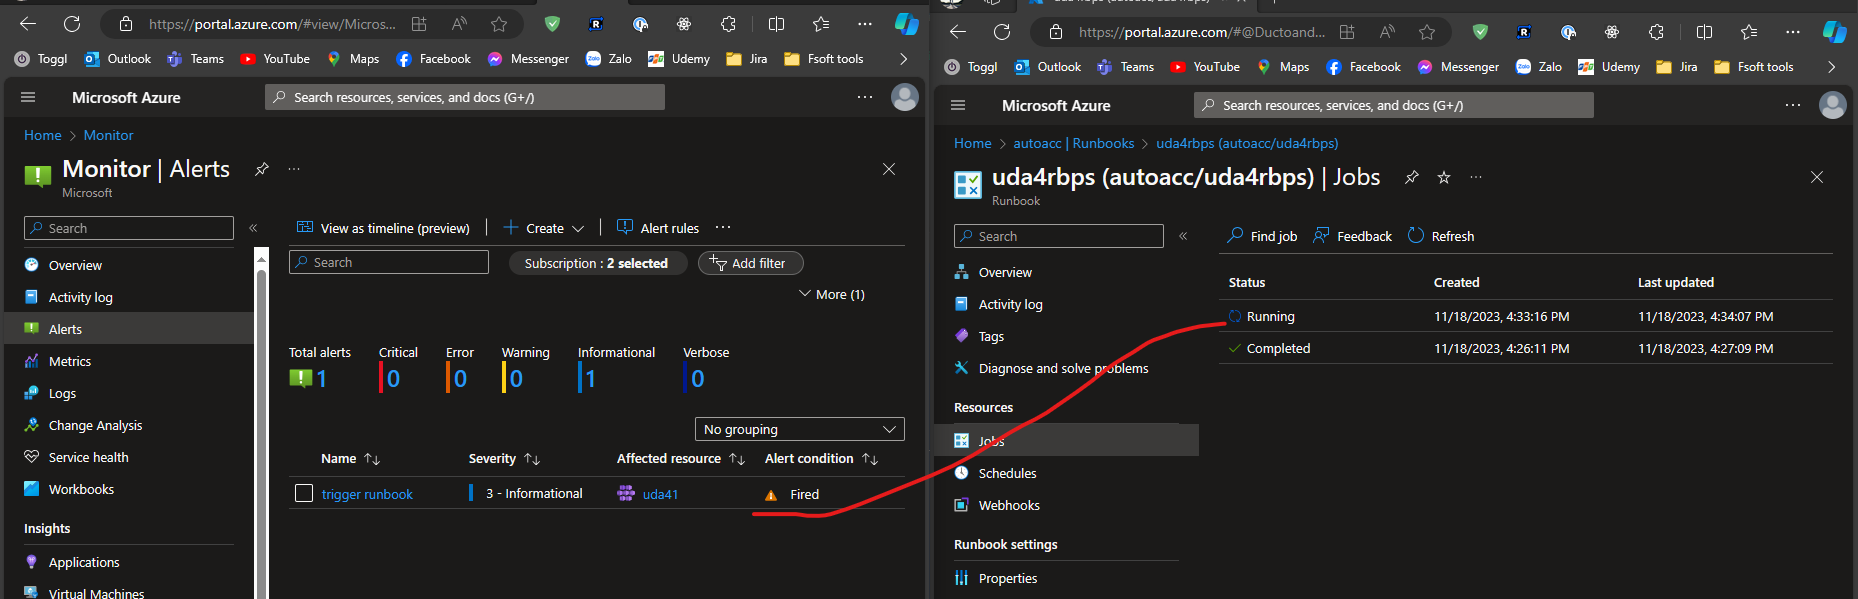 https://portal.azure.com/#view/Micros...
Toggl Outlook Teams YouTube Maps Facebook Messenger Zalo Udemy Jira Fsoft tools
Microsoft Azure
Search resources, services, and docs (G+/)
Home > Monitor
Monitor | Alerts
Microsoft
Search
Overview
Activity log
Alerts
Metrics
Logs
Change Analysis
Service health
Workbooks
Insights
Applications
Virtual Machines
View as timeline (preview) Create Alert rules
Search
Subscription : 2 selected
Add filter
More (1)
Total alerts Critical Error Warning Informational Verbose
1 0 0 0 1 0
No grouping
Name Severity Affected resource Alert condition
trigger runbook 3 - Informational uda41 Fired
https://portal.azure.com/#@Ductoand...
Toggl Outlook Teams YouTube Maps Facebook Messenger Zalo Udemy Jira Fsoft tools
Microsoft Azure
Search resources, services, and docs (G+/)
Home > autoacc | Runbooks > uda4rbps (autoacc/uda4rbps)
uda4rbps (autoacc/uda4rbps) | Jobs
Runbook
Search
Overview
Activity log
Tags
Diagnose and solve problems
Resources
Jobs
Schedules
Webhooks
Runbook settings
Properties
Find job Feedback Refresh
Status Created Last updated
Running 11/18/2023, 4:33:16 PM 11/18/2023, 4:34:07 PM
Completed 11/18/2023, 4:26:11 PM 11/18/2023, 4:27:09 PM